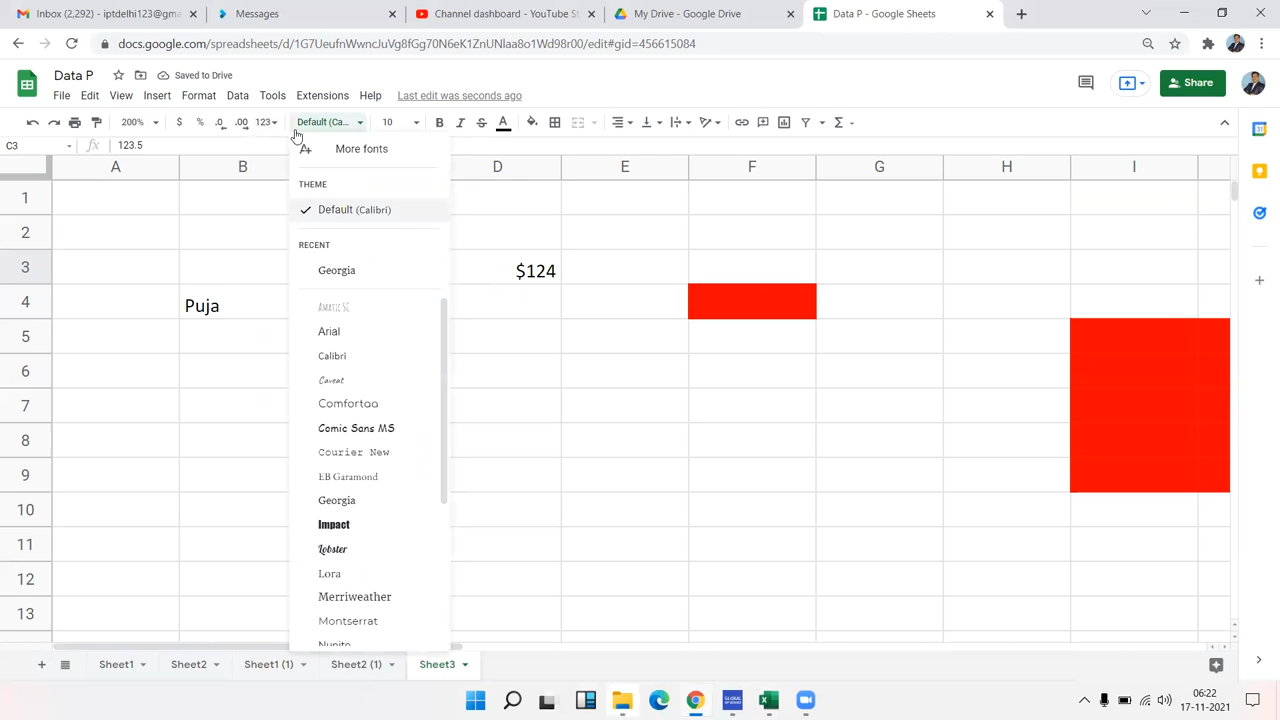 Inbox (2,292) - iptdelhi123@gma
Messages
Channel dashboard - YouTube St
My Drive - Google Drive
Data P - Google Sheets
docs.google.com/spreadsheets/d/1G7UeufnWwncJuVg8fGg70N6eK1ZnUNlaa8o1Wd98r00/edit#gid=456615084
Data P
Saved to Drive
Share
File Edit View Insert Format Data Tools Extensions Help Last edit was seconds ago
200% $ % .0 .00 123 Default (Ca... 10 B I S A
C3 fx 123.5
More fonts
A B D E F G H I
THEME
Default (Calibri)
RECENT
Georgia
Amatic SC
Arial
Calibri
Caveat
Comfortaa
Comic Sans MS
Courier New
EB Garamond
Georgia
Impact
Lobster
Lora
Merriweather
Montserrat
Nunito
1
2
3 $124
4 Puja
5
6
7
8
9
10
11
12
13
Sheet1 Sheet2 Sheet1 (1) Sheet2 (1) Sheet3
06:22
17-11-2021